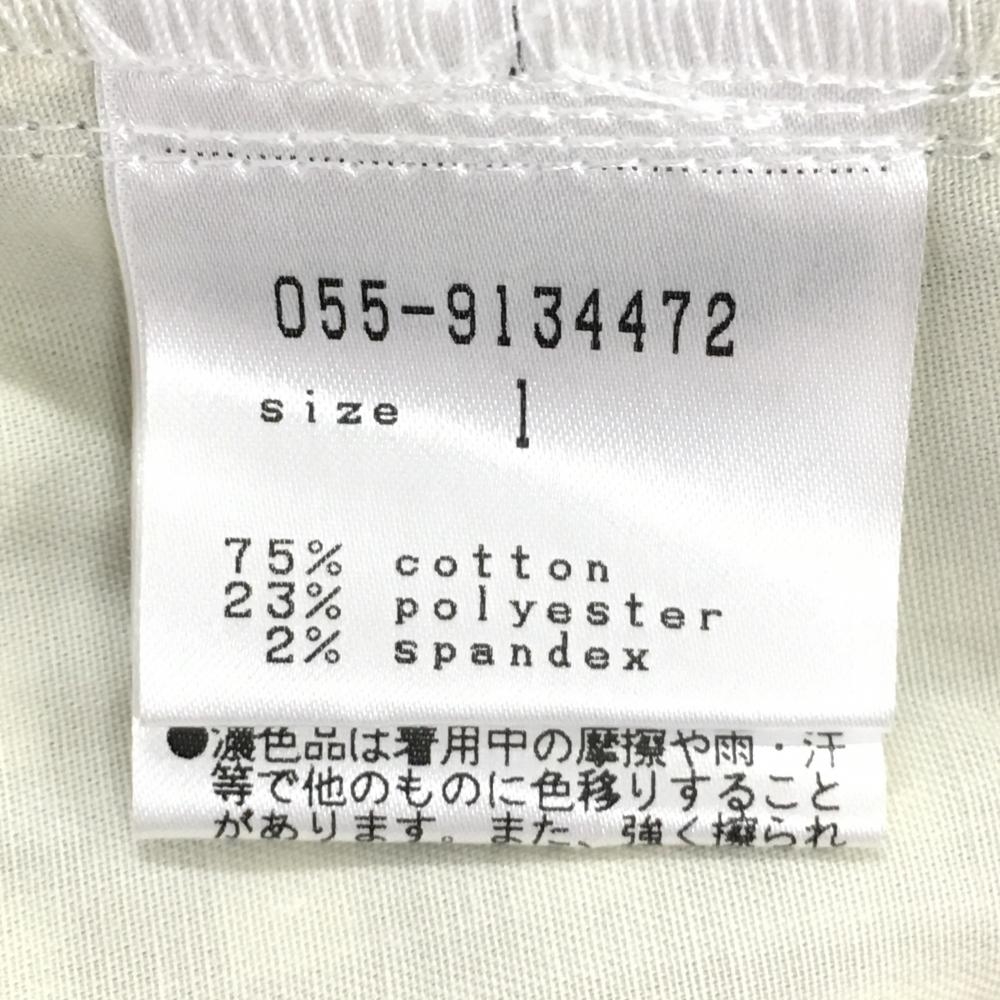 055-9134472
size 1
75% cotton
23% polyester
2% spandex
●濃色品は着用中の摩擦や雨・汗
等で他のものに色移りすること
があります。また、強く擦られ